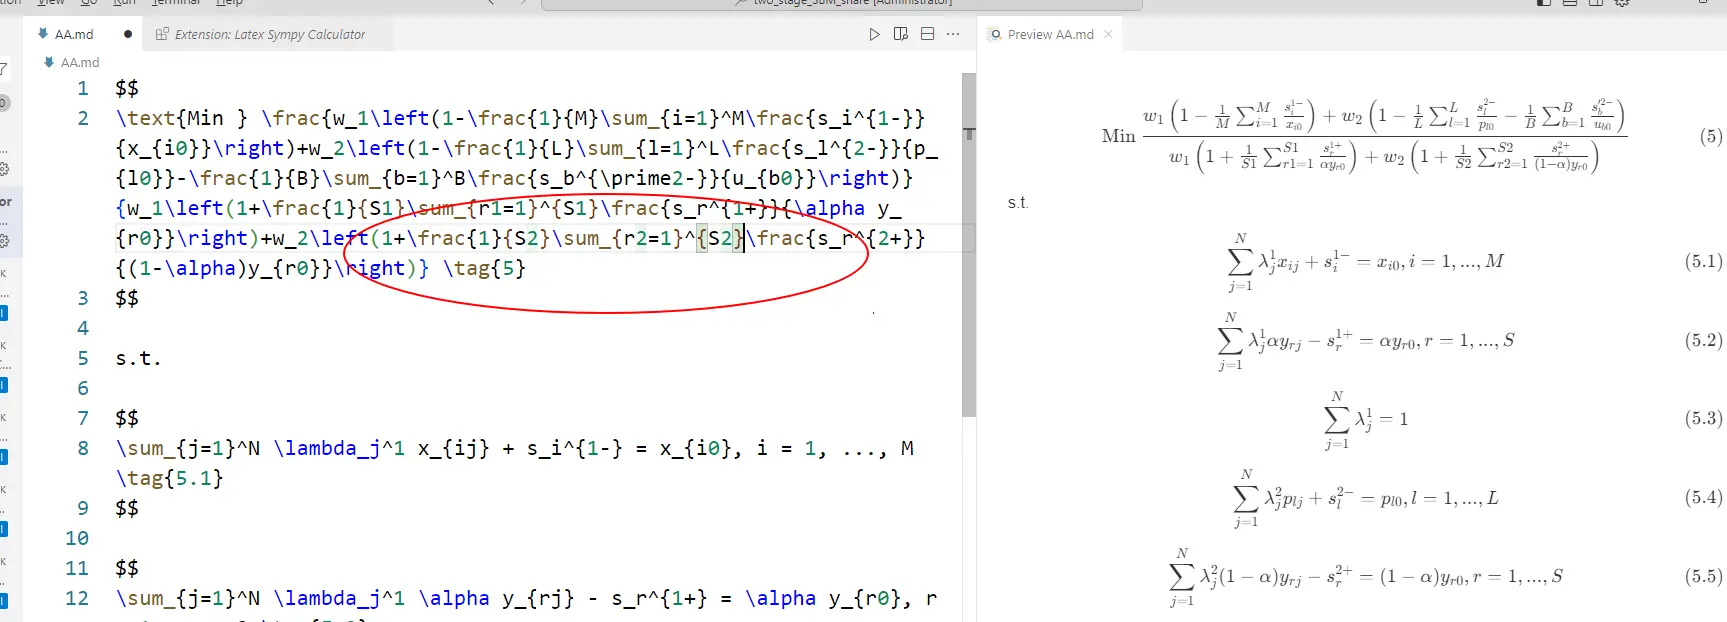 View Go Run Terminal Help
two_stage_SBM_share [Administrator]
AA.md
Extension: Latex Sympy Calculator
Preview AA.md
AA.md
1 $$
2 \text{Min } \frac{w_1\left(1-\frac{1}{M}\sum_{i=1}^M\frac{s_i^{1-}}
{x_{i0}}\right)+w_2\left(1-\frac{1}{L}\sum_{l=1}^L\frac{s_l^{2-}}{p_
{l0}}-\frac{1}{B}\sum_{b=1}^B\frac{s_b^{\prime2-}}{u_{b0}}\right)}
{w_1\left(1+\frac{1}{S1}\sum_{r1=1}^{S1}\frac{s_r^{1+}}{\alpha y_
{r0}}\right)+w_2\left(1+\frac{1}{S2}\sum_{r2=1}^{S2}\frac{s_r^{2+}}
{(1-\alpha)y_{r0}}\right)} \tag{5}
3 $$
4
5 s.t.
6
7 $$
8 \sum_{j=1}^N \lambda_j^1 x_{ij} + s_i^{1-} = x_{i0}, i = 1, ..., M
\tag{5.1}
9 $$
10
11 $$
12 \sum_{j=1}^N \lambda_j^1 \alpha y_{rj} - s_r^{1+} = \alpha y_{r0}, r
Min \frac{w_1\left(1-\frac{1}{M}\sum_{i=1}^{M}\frac{s_i^{1-}}{x_{i0}}\right)+w_2\left(1-\frac{1}{L}\sum_{l=1}^{L}\frac{s_l^{2-}}{p_{l0}}-\frac{1}{B}\sum_{b=1}^{B}\frac{s_b^{\prime2-}}{u_{b0}}\right)}{w_1\left(1+\frac{1}{S1}\sum_{r1=1}^{S1}\frac{s_r^{1+}}{\alpha y_{r0}}\right)+w_2\left(1+\frac{1}{S2}\sum_{r2=1}^{S2}\frac{s_r^{2+}}{(1-\alpha)y_{r0}}\right)} (5)
s.t.
\sum_{j=1}^{N} \lambda_j^1 x_{ij} + s_i^{1-} = x_{i0}, i = 1, ..., M (5.1)
\sum_{j=1}^{N} \lambda_j^1 \alpha y_{rj} - s_r^{1+} = \alpha y_{r0}, r = 1, ..., S (5.2)
\sum_{j=1}^{N} \lambda_j^1 = 1 (5.3)
\sum_{j=1}^{N} \lambda_j^2 p_{lj} + s_l^{2-} = p_{l0}, l = 1, ..., L (5.4)
\sum_{j=1}^{N} \lambda_j^2 (1-\alpha) y_{rj} - s_r^{2+} = (1-\alpha) y_{r0}, r = 1, ..., S (5.5)